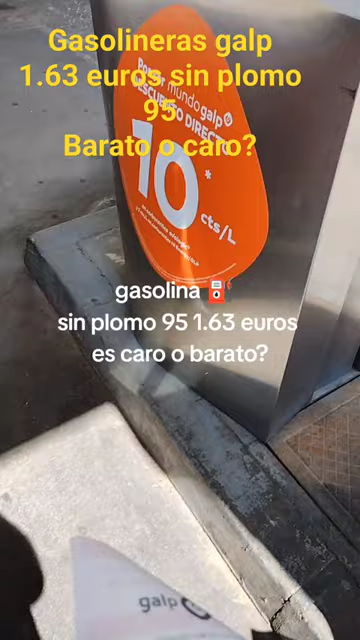 Gasolineras galp
1.63 euros sin plomo
95
Barato o caro?
mundo galp
DESCUENTO DIRECTO
10*
cts/L
gasolina ⛽
sin plomo 95 1.63 euros
es caro o barato?
galp